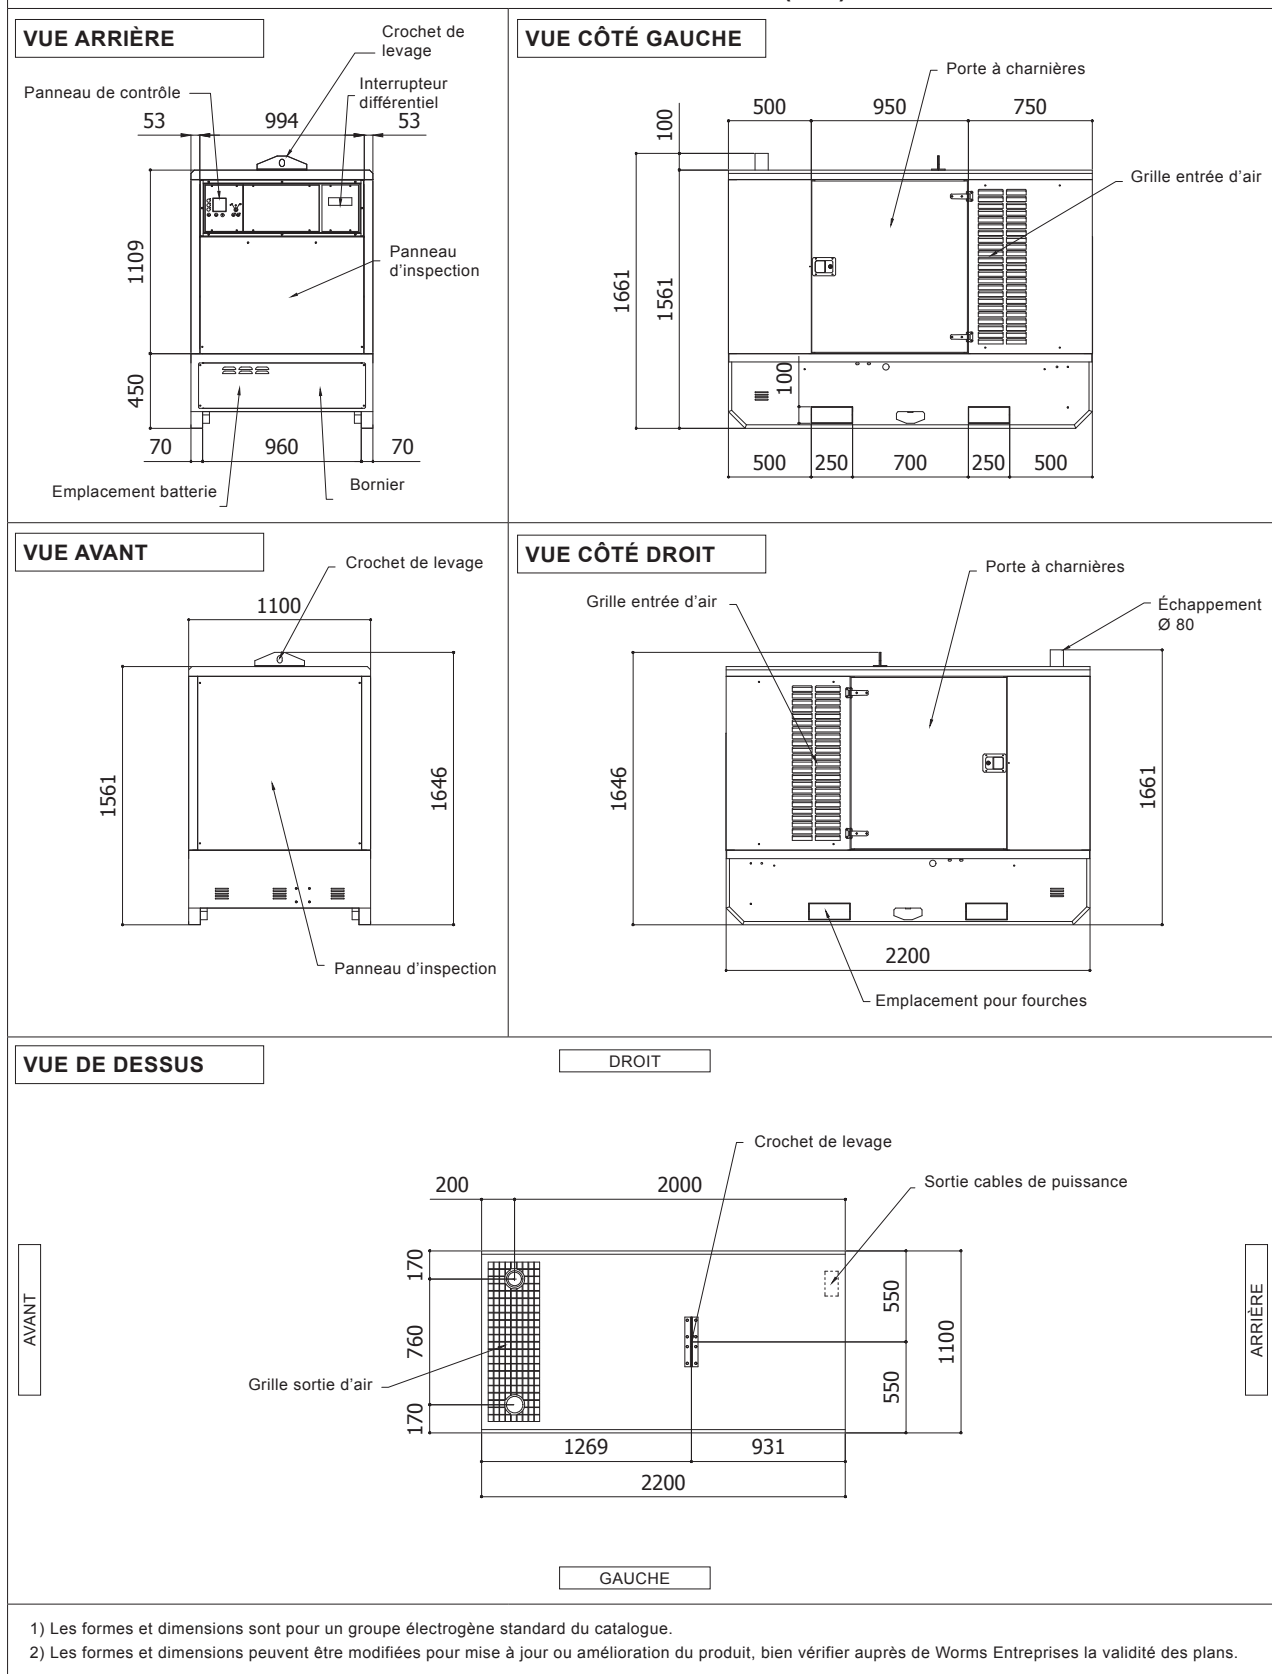 VUE ARRIÈRE
Crochet de
levage
Panneau de contrôle
Interrupteur
différentiel
53
994
53
1109
Panneau
d'inspection
450
70
960
70
Emplacement batterie
Bornier
VUE CÔTÉ GAUCHE
Porte à charnières
500
950
750
100
Grille entrée d'air
1661
1561
100
500
250
700
250
500
VUE AVANT
Crochet de levage
1100
1561
1646
Panneau d'inspection
VUE CÔTÉ DROIT
Porte à charnières
Grille entrée d'air
Échappement
Ø 80
1646
1661
2200
Emplacement pour fourches
VUE DE DESSUS
DROIT
Crochet de levage
Sortie cables de puissance
200
2000
170
760
170
550
550
1100
AVANT
ARRIÈRE
Grille sortie d'air
1269
931
2200
GAUCHE
1) Les formes et dimensions sont pour un groupe électrogène standard du catalogue.
2) Les formes et dimensions peuvent être modifiées pour mise à jour ou amélioration du produit, bien vérifier auprès de Worms Entreprises la validité des plans.